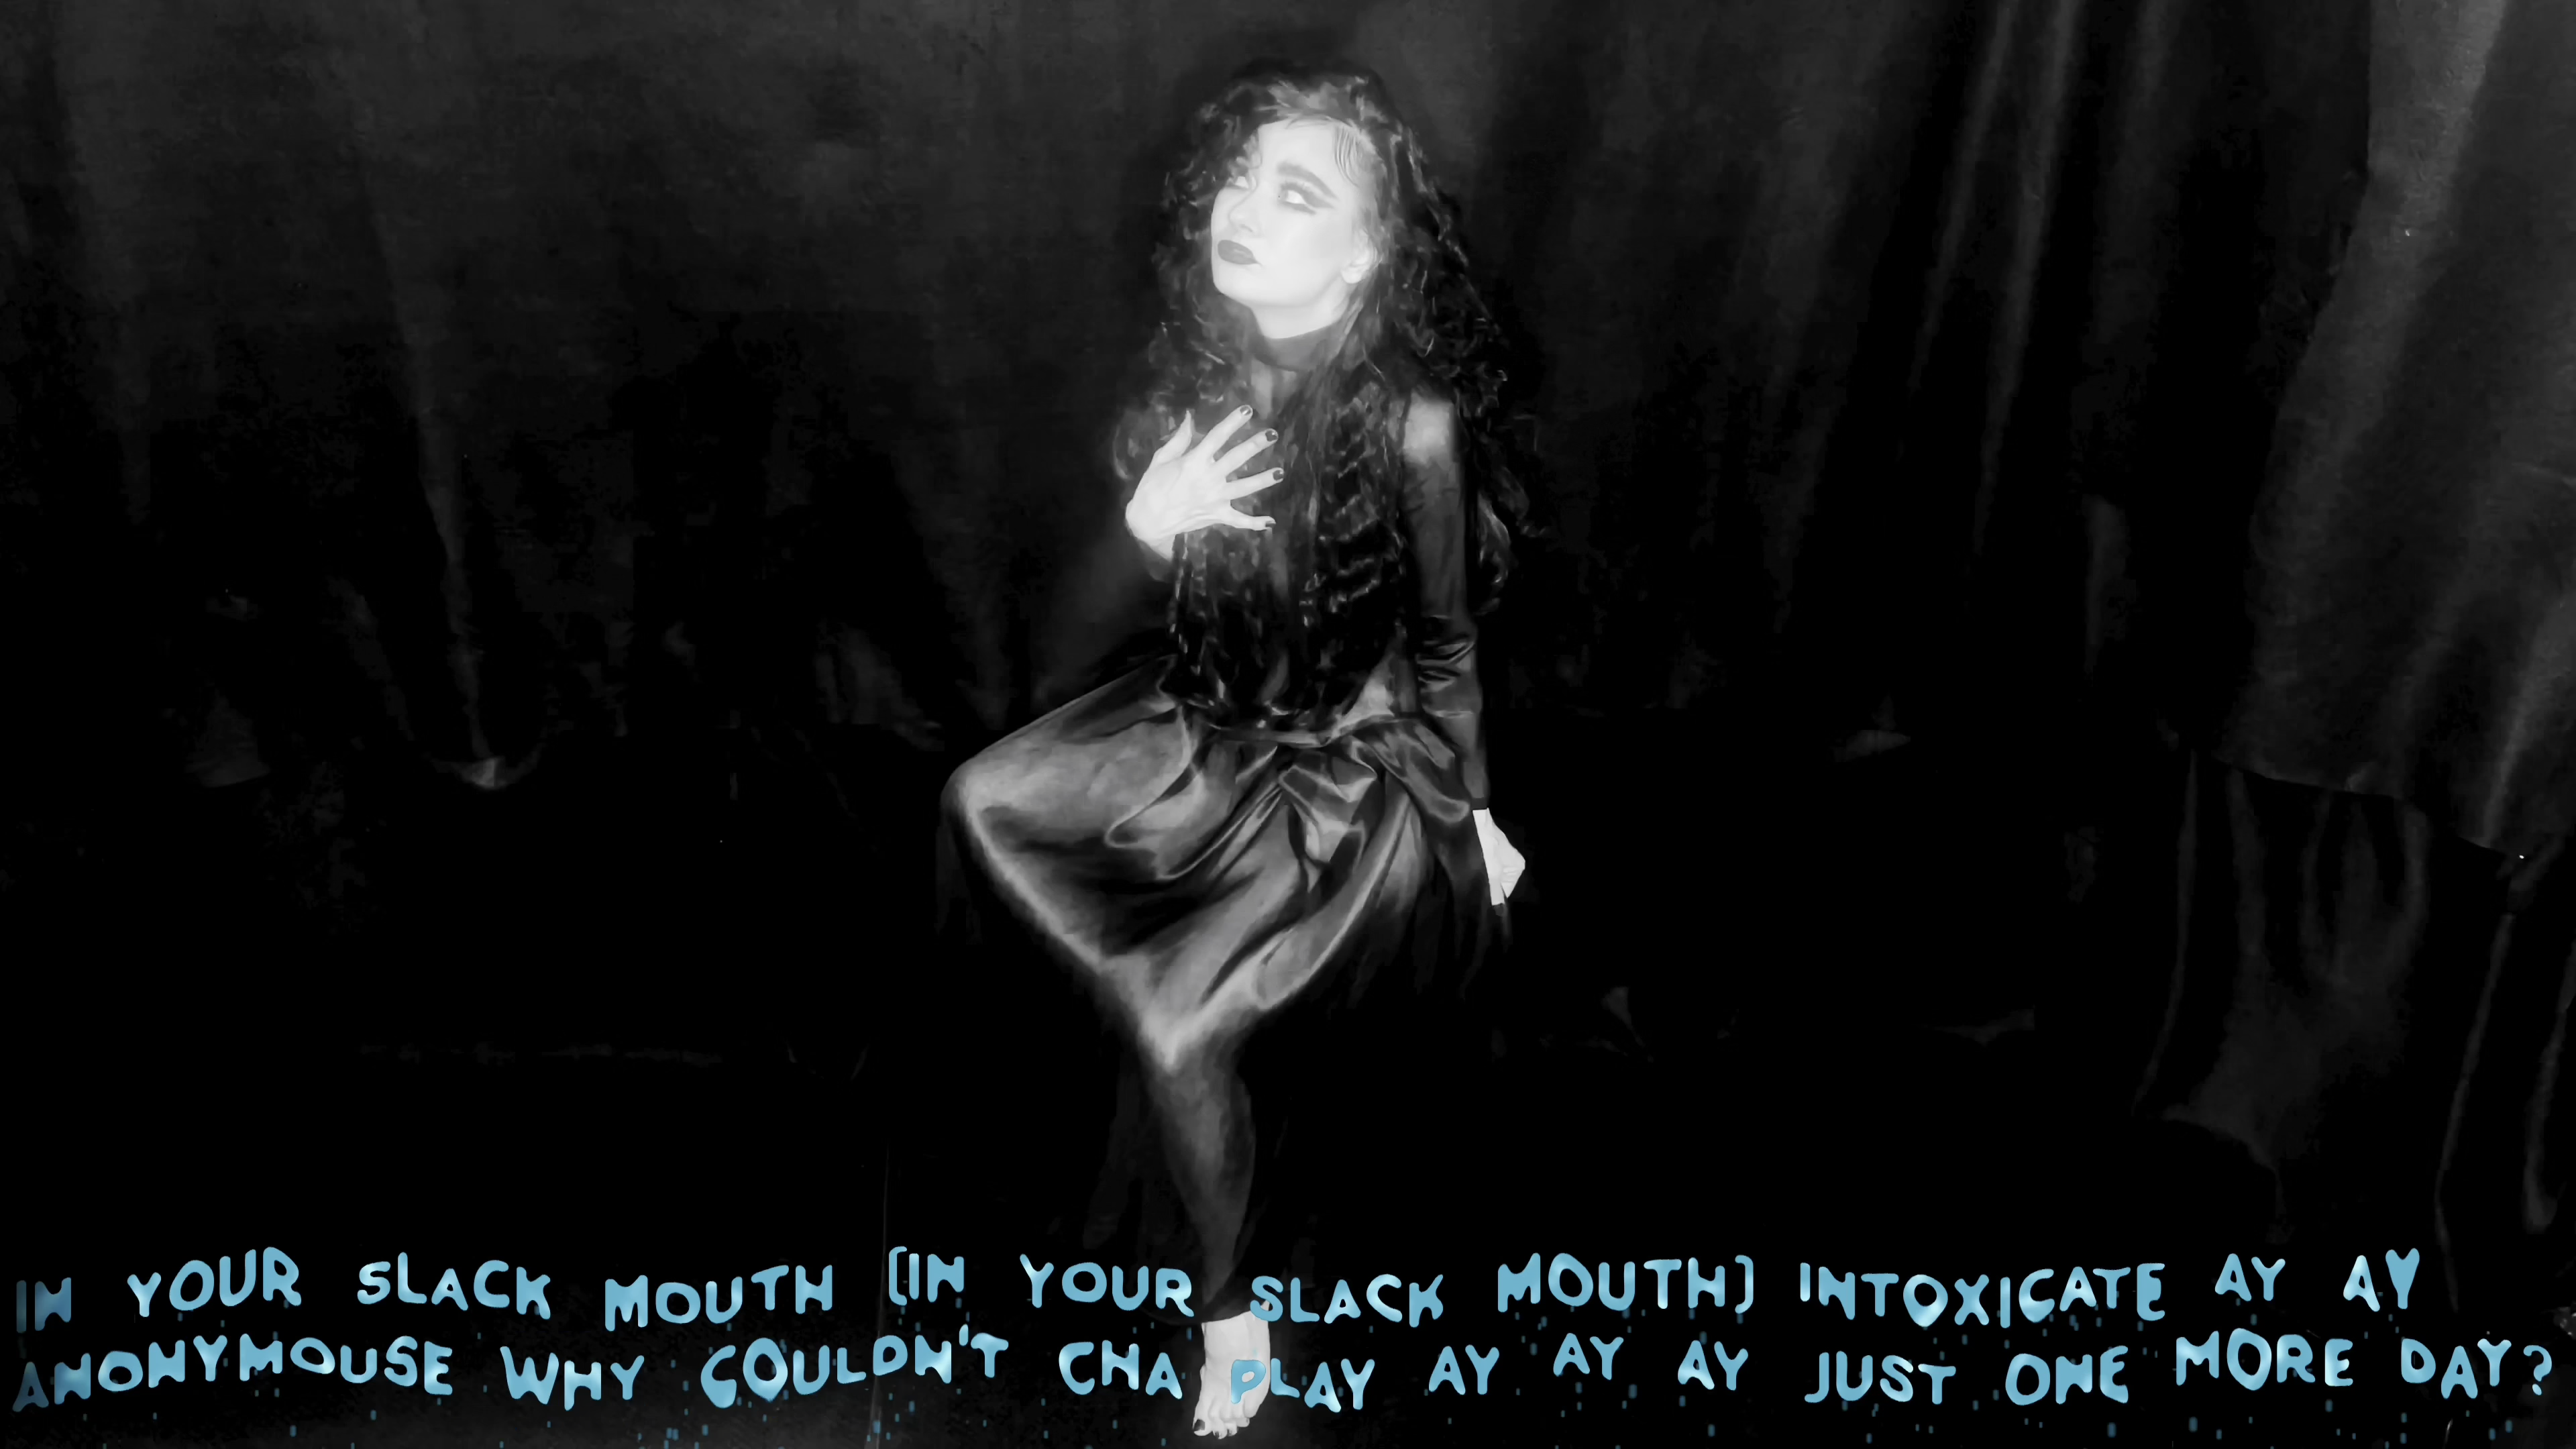 IN YOUR SLACK MOUTH (IN YOUR SLACK MOUTH) INTOXICATE AY AY
ANONYMOUSE WHY COULDN'T CHA PLAY AY AY AY JUST ONE MORE DAY?